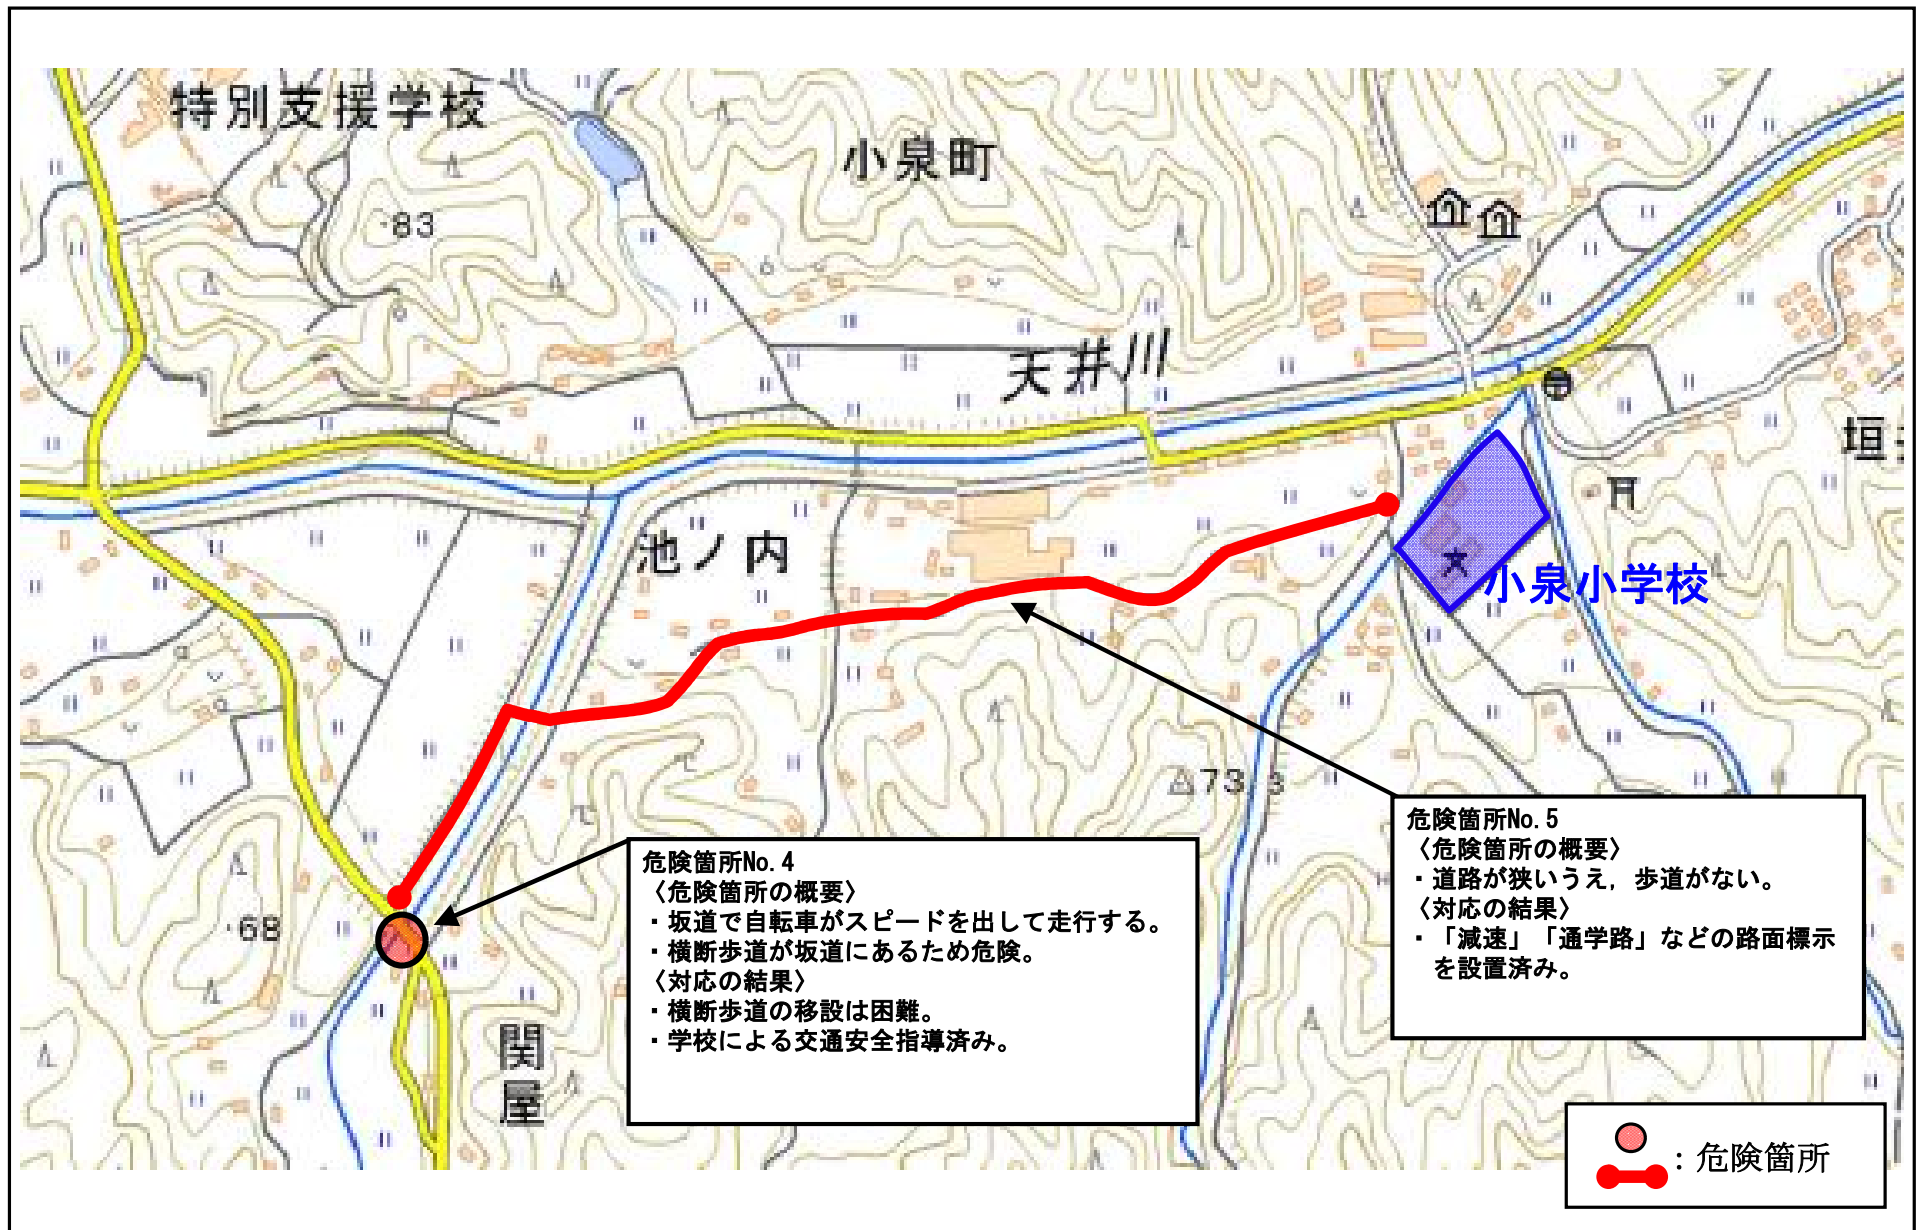 特別支援学校
小泉町
・83
天井川
垣
池ノ内
小泉小学校
73.3
・68
関屋
危険箇所No.4
〈危険箇所の概要〉
・坂道で自転車がスピードを出して走行する。
・横断歩道が坂道にあるため危険。
〈対応の結果〉
・横断歩道の移設は困難。
・学校による交通安全指導済み。
危険箇所No.5
〈危険箇所の概要〉
・道路が狭いうえ，歩道がない。
〈対応の結果〉
・「減速」「通学路」などの路面標示
を設置済み。
：危険箇所